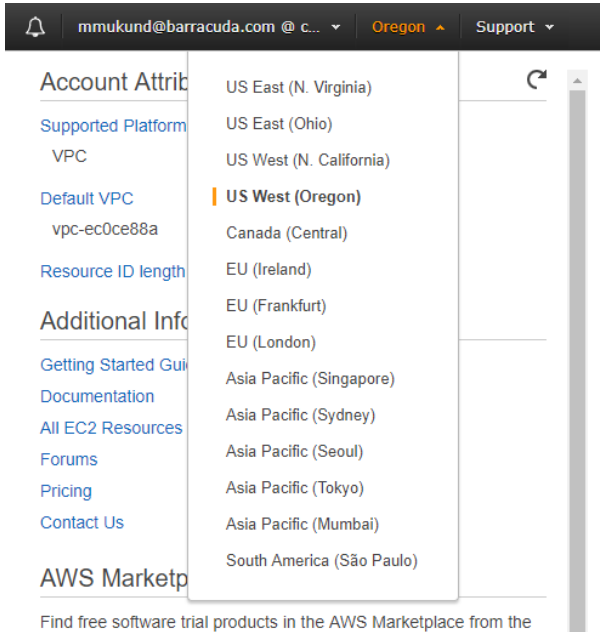 mmukund@barracuda.com @ c... Oregon Support
Account Attrib
Supported Platform
VPC
Default VPC
vpc-ec0ce88a
Resource ID length
Additional Info
Getting Started Gui
Documentation
All EC2 Resources
Forums
Pricing
Contact Us
AWS Marketp
Find free software trial products in the AWS Marketplace from the
US East (N. Virginia)
US East (Ohio)
US West (N. California)
US West (Oregon)
Canada (Central)
EU (Ireland)
EU (Frankfurt)
EU (London)
Asia Pacific (Singapore)
Asia Pacific (Sydney)
Asia Pacific (Seoul)
Asia Pacific (Tokyo)
Asia Pacific (Mumbai)
South America (São Paulo)